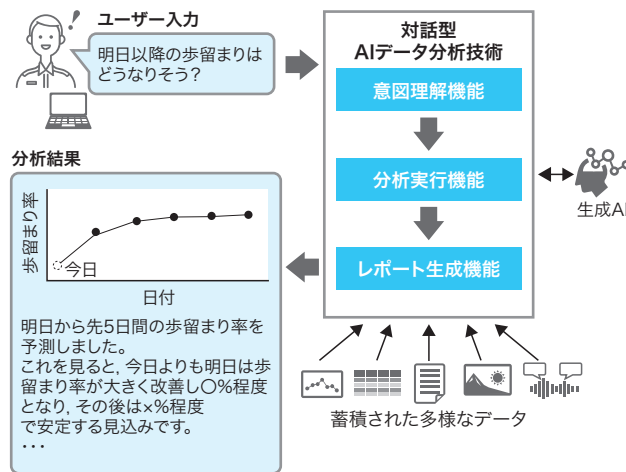 ユーザー入力
明日以降の歩留まりは
どうなりそう？
対話型
AIデータ分析技術
意図理解機能
分析実行機能
レポート生成機能
生成AI
分析結果
歩留まり率
今日
日付
明日から先5日間の歩留まり率を
予測しました。
これを見ると，今日よりも明日は歩
留まり率が大きく改善し〇%程度
となり，その後は×%程度
で安定する見込みです。
・・・
蓄積された多様なデータ